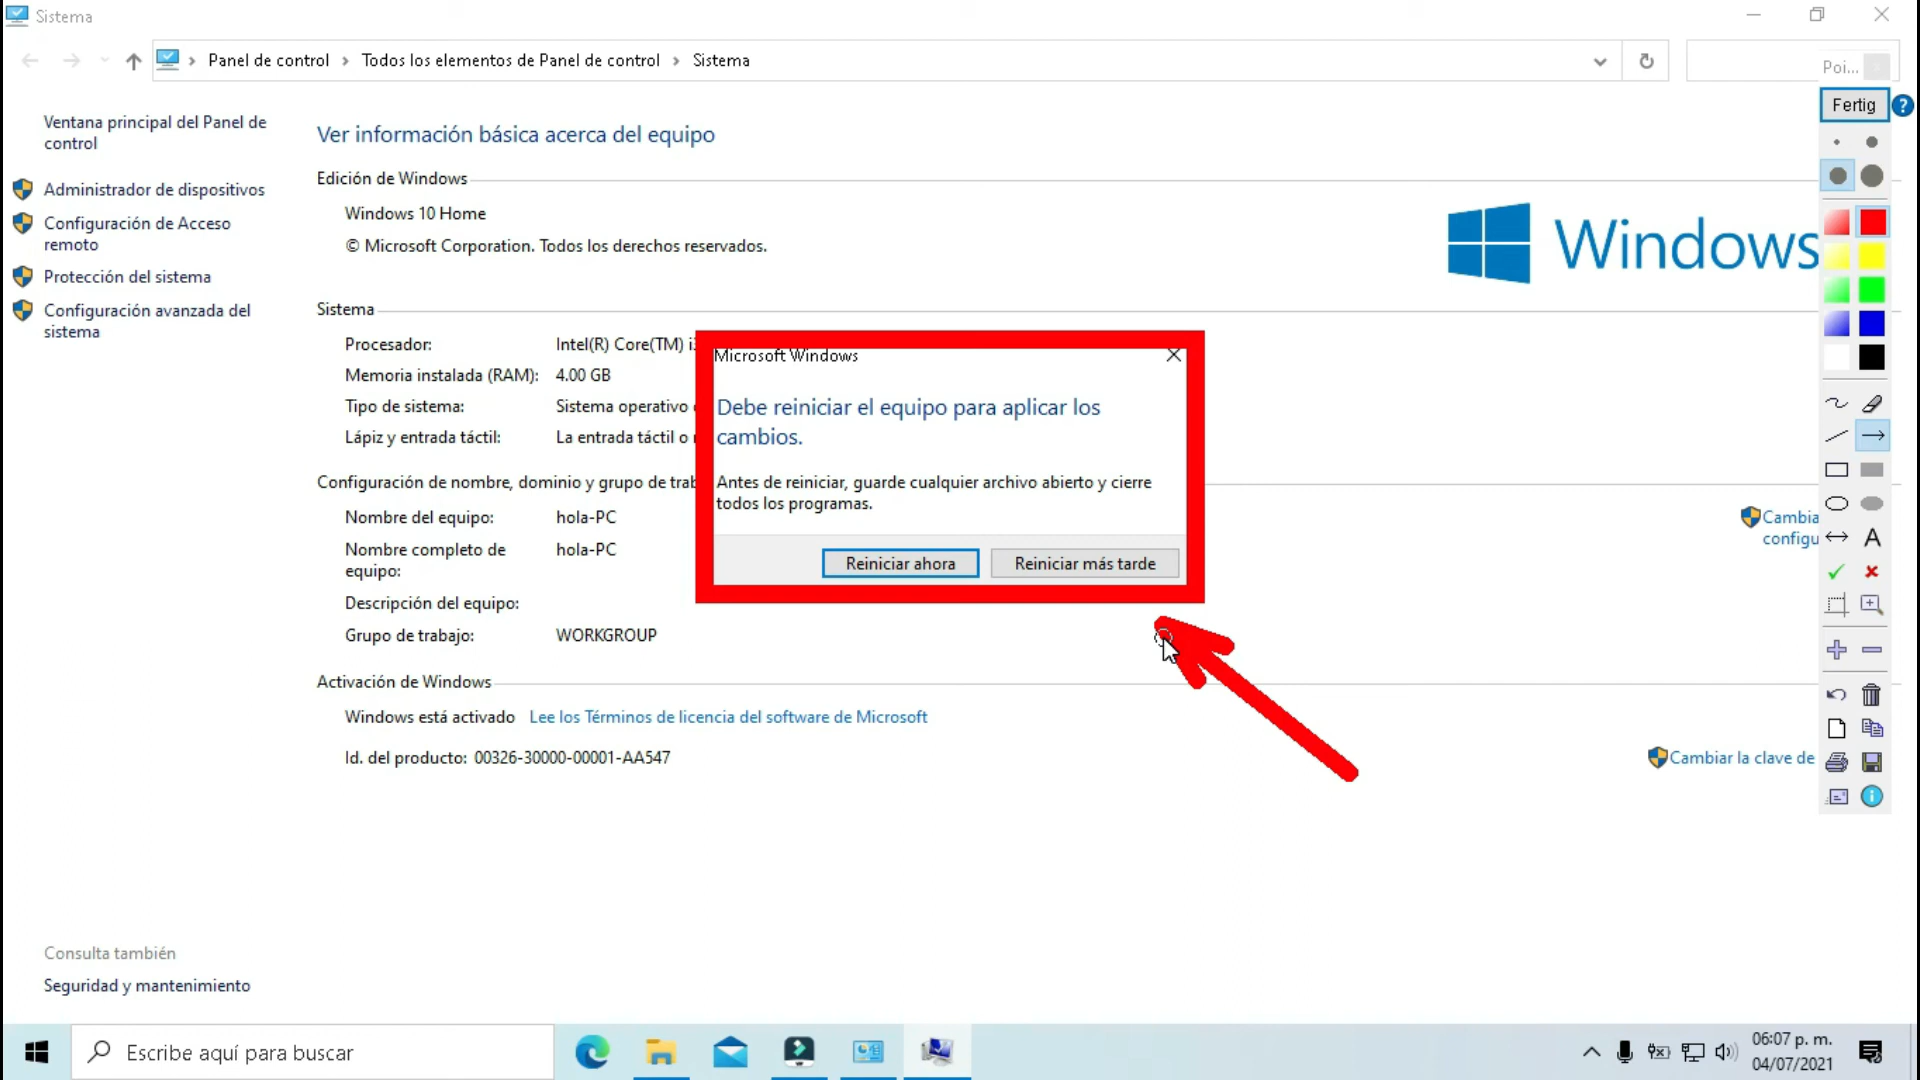 Sistema
Panel de control > Todos los elementos de Panel de control > Sistema
Poi...
Fertig
?
Ventana principal del Panel de
control
Administrador de dispositivos
Configuración de Acceso
remoto
Protección del sistema
Configuración avanzada del
sistema
Ver información básica acerca del equipo
Edición de Windows
Windows 10 Home
© Microsoft Corporation. Todos los derechos reservados.
Windows
Sistema
Procesador: Intel(R) Core(TM)
Memoria instalada (RAM): 4.00 GB
Tipo de sistema: Sistema operativo
Lápiz y entrada táctil: La entrada táctil o
Configuración de nombre, dominio y grupo de trab
Nombre del equipo: hola-PC
Nombre completo de hola-PC
equipo:
Descripción del equipo:
Grupo de trabajo: WORKGROUP
Cambia
configu
Activación de Windows
Windows está activado Lee los Términos de licencia del software de Microsoft
Id. del producto: 00326-30000-00001-AA547
Cambiar la clave de
Microsoft Windows
Debe reiniciar el equipo para aplicar los
cambios.
Antes de reiniciar, guarde cualquier archivo abierto y cierre
todos los programas.
Reiniciar ahora Reiniciar más tarde
A
Consulta también
Seguridad y mantenimiento
Escribe aquí para buscar
06:07 p. m.
04/07/2021